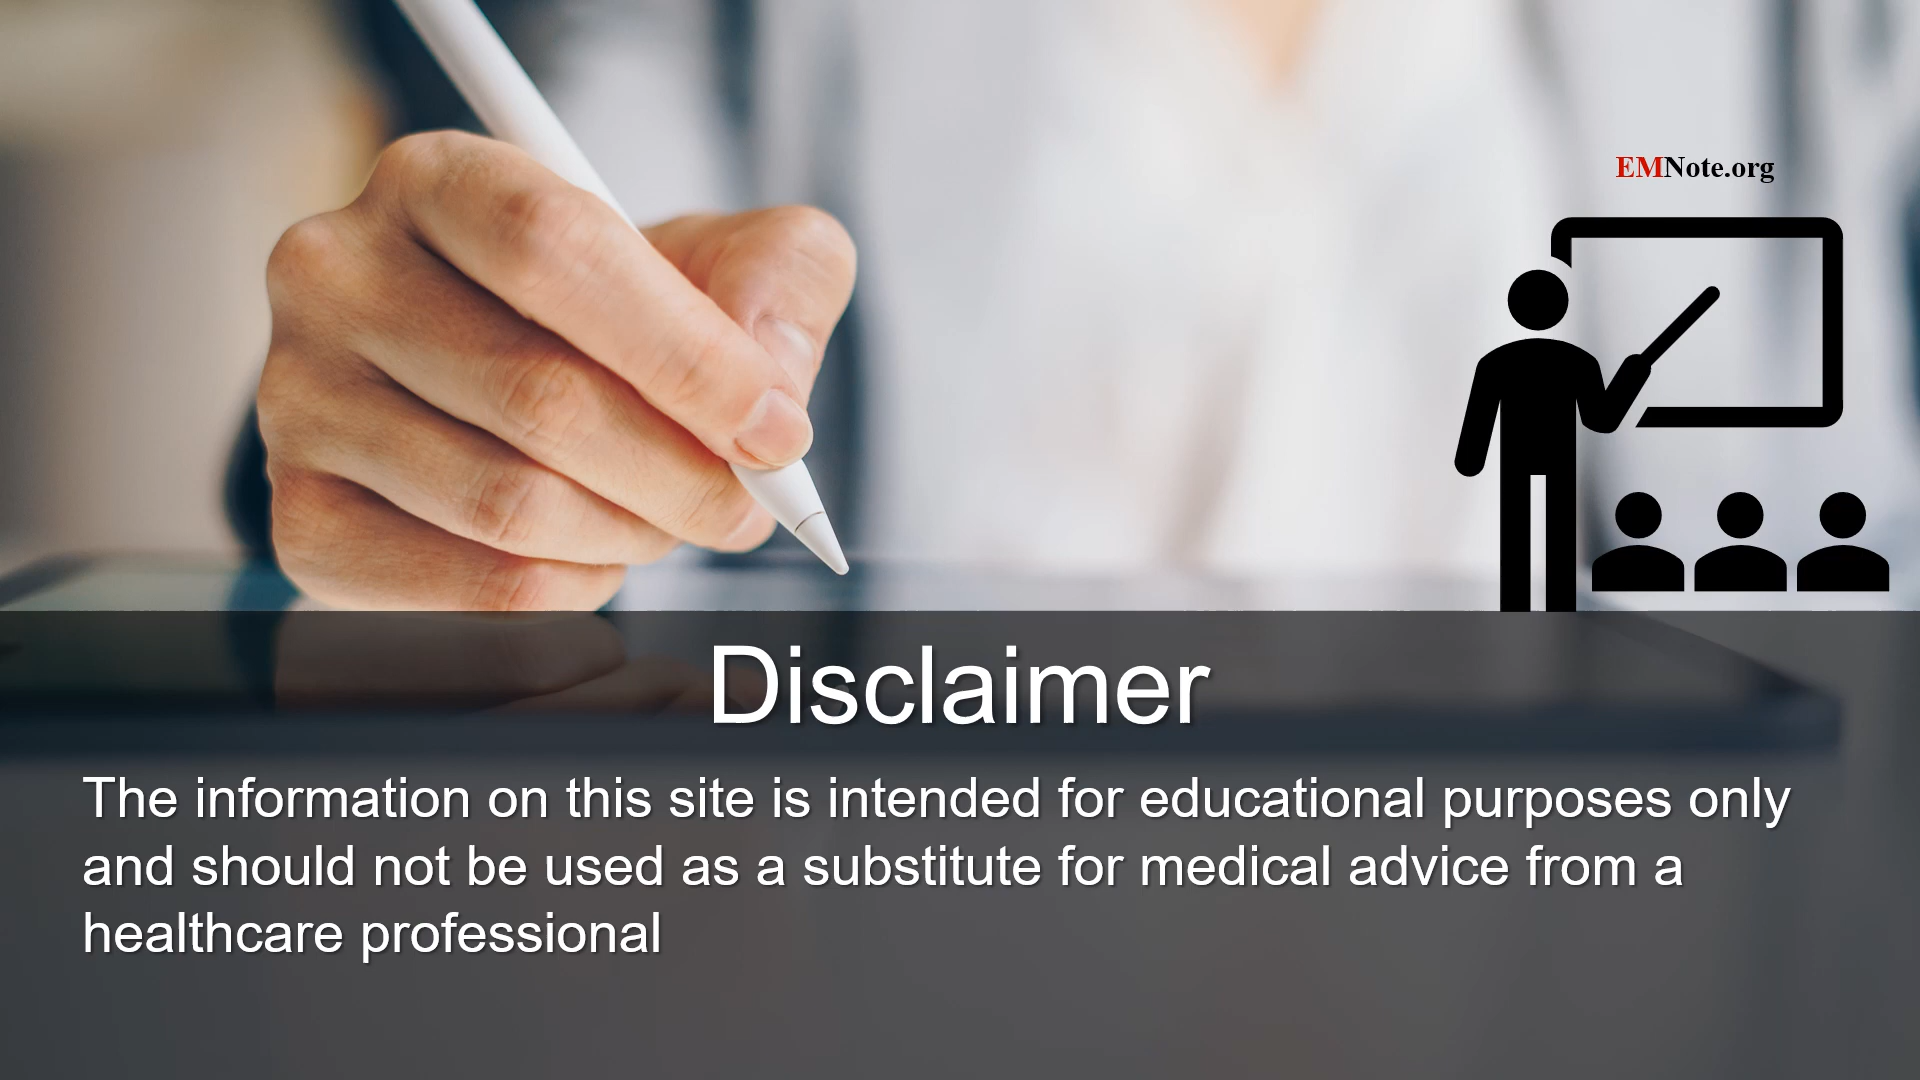 EMNote.org
Disclaimer
The information on this site is intended for educational purposes only
and should not be used as a substitute for medical advice from a
healthcare professional